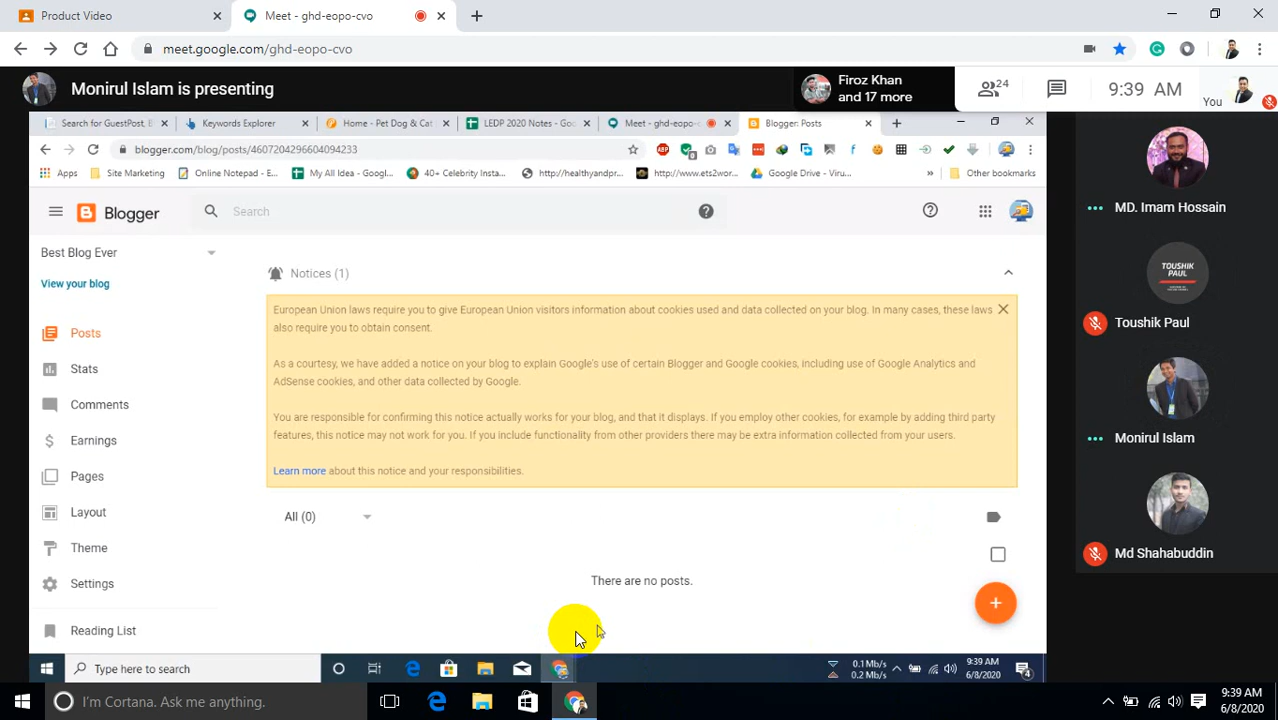 Product Video
Meet - ghd-eopo-cvo
meet.google.com/ghd-eopo-cvo
Monirul Islam is presenting
Firoz Khan
and 17 more
24
9:39 AM
You
Search for GuestPost, B
Keywords Explorer
Home - Pet Dog & Cat
LEDP 2020 Notes - Goo
Meet - ghd-eopo-
Blogger: Posts
blogger.com/blog/posts/4607204296604094233
Apps
Site Marketing
Online Notepad - E...
My All Idea - Googl...
40+ Celebrity Insta...
http://healthyandpr...
http://www.ets2wor...
Google Drive - Viru...
Other bookmarks
Blogger
Search
Best Blog Ever
View your blog
Posts
Stats
Comments
Earnings
Pages
Layout
Theme
Settings
Reading List
Notices (1)
European Union laws require you to give European Union visitors information about cookies used and data collected on your blog. In many cases, these laws
also require you to obtain consent.
As a courtesy, we have added a notice on your blog to explain Google's use of certain Blogger and Google cookies, including use of Google Analytics and
AdSense cookies, and other data collected by Google.
You are responsible for confirming this notice actually works for your blog, and that it displays. If you employ other cookies, for example by adding third party
features, this notice may not work for you. If you include functionality from other providers there may be extra information collected from your users.
Learn more about this notice and your responsibilities.
All (0)
There are no posts.
MD. Imam Hossain
TOUSHIK
PAUL
Toushik Paul
Monirul Islam
Md Shahabuddin
Type here to search
0.1 Mb/s
0.2 Mb/s
9:39 AM
6/8/2020
4
I'm Cortana. Ask me anything.
9:39 AM
6/8/2020